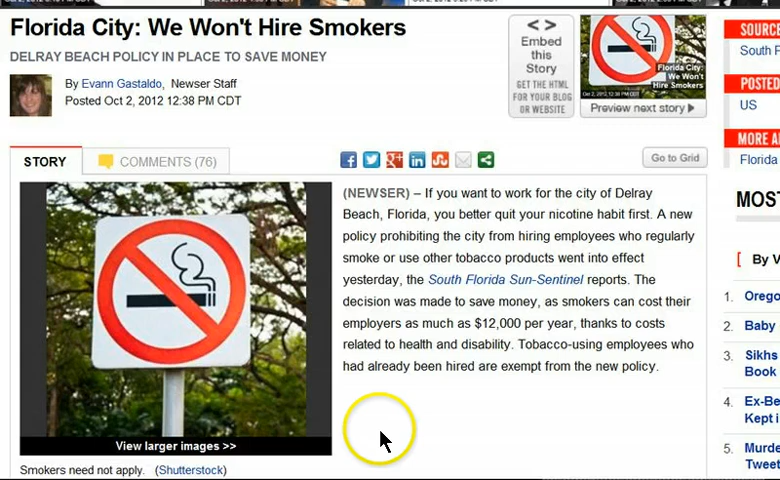 Florida City: We Won't Hire Smokers
DELRAY BEACH POLICY IN PLACE TO SAVE MONEY
By Evann Gastaldo, Newser Staff
Posted Oct 2, 2012 12:38 PM CDT
< >
Embed
this
Story
GET THE HTML
FOR YOUR BLOG
OR WEBSITE
Florida City:
We Won't
Hire Smokers
Preview next story
SOURCE
South F
POSTED
US
MORE A
Florida
STORY
COMMENTS (76)
Go to Grid
(NEWSER) – If you want to work for the city of Delray
Beach, Florida, you better quit your nicotine habit first. A new
policy prohibiting the city from hiring employees who regularly
smoke or use other tobacco products went into effect
yesterday, the South Florida Sun-Sentinel reports. The
decision was made to save money, as smokers can cost their
employers as much as $12,000 per year, thanks to costs
related to health and disability. Tobacco-using employees who
had already been hired are exempt from the new policy.
View larger images >>
Smokers need not apply. (Shutterstock)
MOST
[ By V
1. Orego
2. Baby
3. Sikhs
Book
4. Ex-Be
Kept i
5. Murde
Tweet